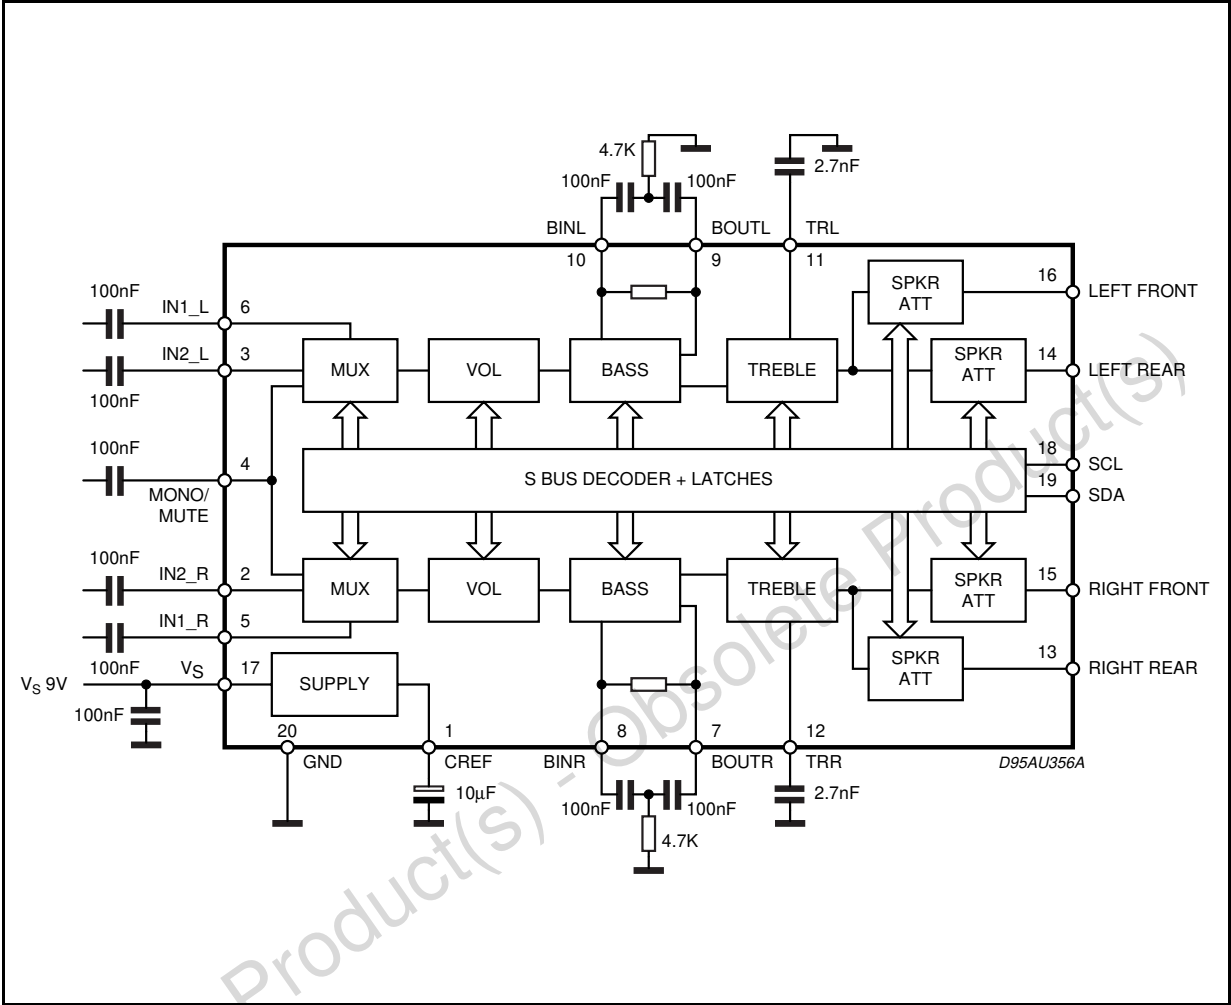 4.7K
2.7nF
100nF 100nF
BINL BOUTL TRL
10 9 11
SPKR
ATT
16
LEFT FRONT
100nF
IN1_L 6
IN2_L 3
100nF
MUX VOL BASS TREBLE
SPKR
ATT
14
LEFT REAR
100nF
4
MONO/
MUTE
S BUS DECODER + LATCHES
18
SCL
19
SDA
100nF
IN2_R 2
IN1_R 5
100nF
MUX VOL BASS TREBLE
SPKR
ATT
15
RIGHT FRONT
SPKR
ATT
13
RIGHT REAR
VS 9V
VS 17
SUPPLY
100nF
20 1 8 7 12
GND CREF BINR BOUTR TRR
D95AU356A
10µF
100nF 100nF
2.7nF
4.7K
Product(s) - Obsolete Product(s)